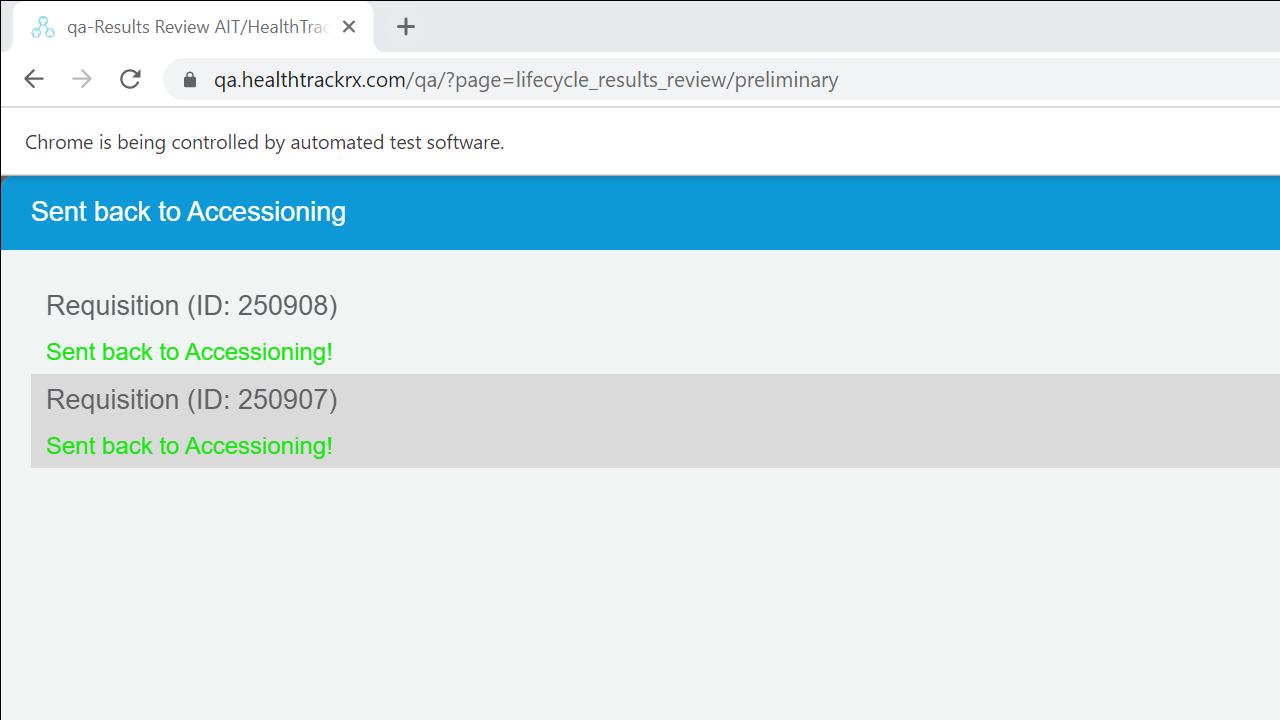 qa-Results Review AIT/HealthTrac
qa.healthtrackrx.com/qa/?page=lifecycle_results_review/preliminary
Chrome is being controlled by automated test software.
Sent back to Accessioning
Requisition (ID: 250908)
Sent back to Accessioning!
Requisition (ID: 250907)
Sent back to Accessioning!